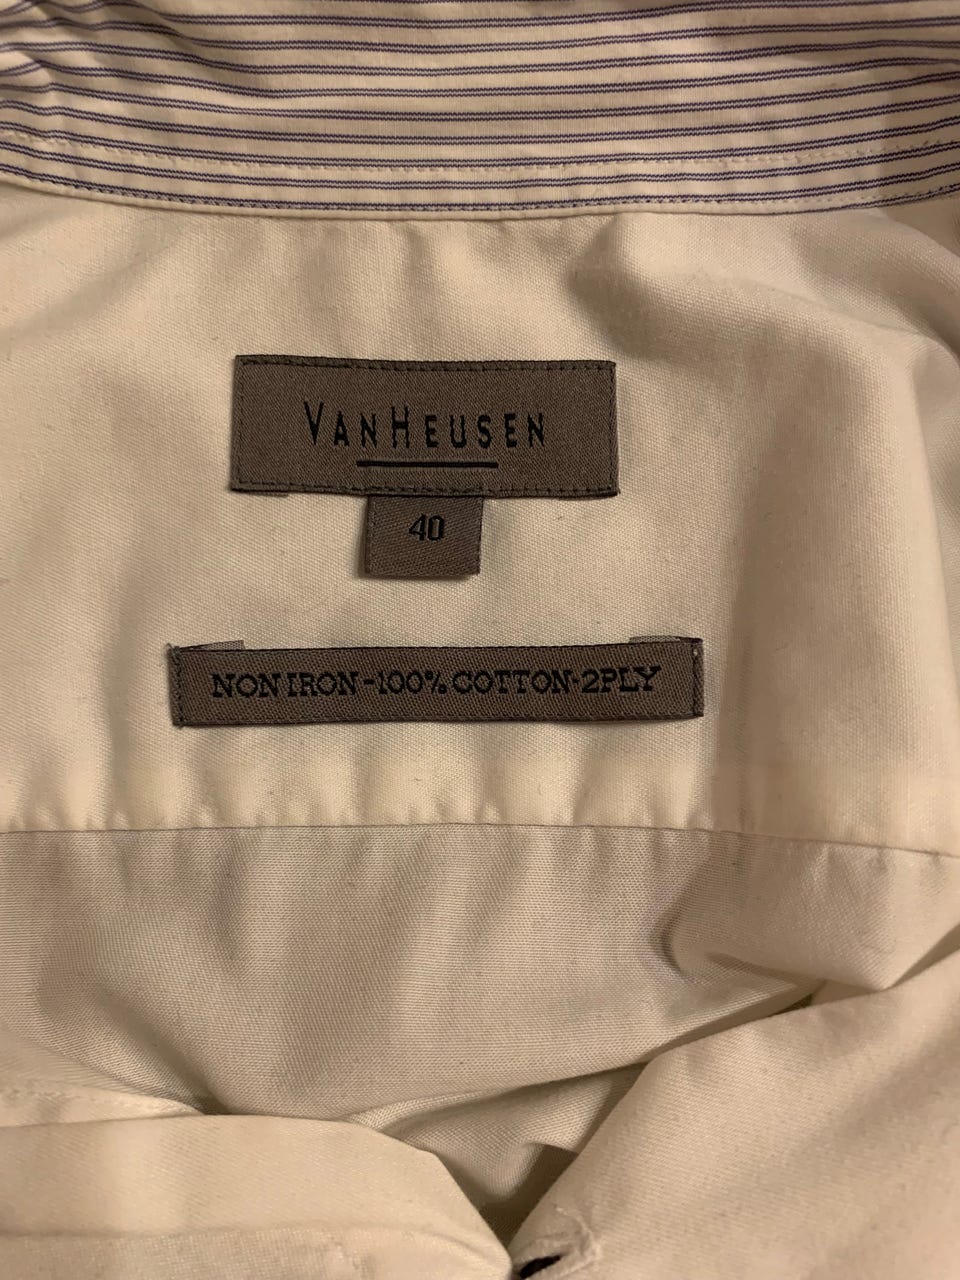 VANHEUSEN
40
NON IRON-100% COTTON-2PLY